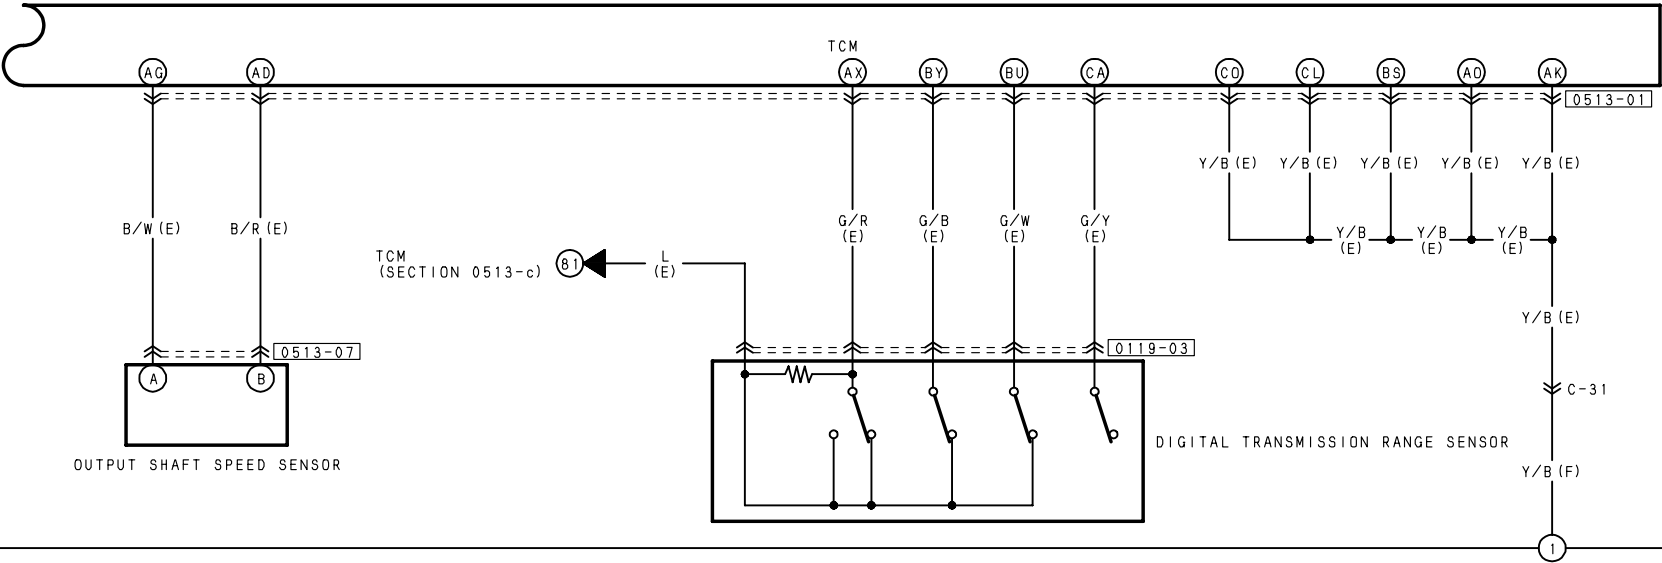 TCM
AG AD AX BY BU CA CO CL BS AO AK
0513-01
Y/B (E) Y/B (E) Y/B (E) Y/B (E) Y/B (E)
B/W (E) B/R (E) G/R (E) G/B (E) G/W (E) G/Y (E) Y/B (E) Y/B (E) Y/B (E)
TCM
(SECTION 0513-c) 81 L (E)
Y/B (E)
0513-07 0119-03
A B
C-31
DIGITAL TRANSMISSION RANGE SENSOR
OUTPUT SHAFT SPEED SENSOR
Y/B (F)
1